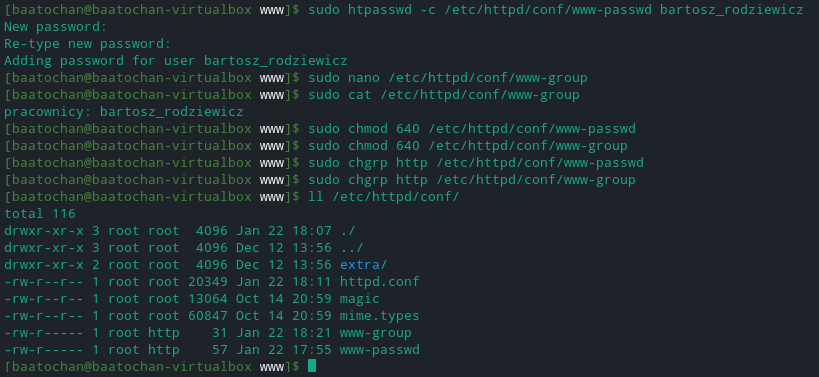 [baatochan@baatochan-virtualbox www]$ sudo htpasswd -c /etc/httpd/conf/www-passwd bartosz_rodziewicz
New password:
Re-type new password:
Adding password for user bartosz_rodziewicz
[baatochan@baatochan-virtualbox www]$ sudo nano /etc/httpd/conf/www-group
[baatochan@baatochan-virtualbox www]$ sudo cat /etc/httpd/conf/www-group
pracownicy: bartosz_rodziewicz
[baatochan@baatochan-virtualbox www]$ sudo chmod 640 /etc/httpd/conf/www-passwd
[baatochan@baatochan-virtualbox www]$ sudo chmod 640 /etc/httpd/conf/www-group
[baatochan@baatochan-virtualbox www]$ sudo chgrp http /etc/httpd/conf/www-passwd
[baatochan@baatochan-virtualbox www]$ sudo chgrp http /etc/httpd/conf/www-group
[baatochan@baatochan-virtualbox www]$ ll /etc/httpd/conf/
total 116
drwxr-xr-x 3 root root  4096 Jan 22 18:07 ./
drwxr-xr-x 3 root root  4096 Dec 12 13:56 ../
drwxr-xr-x 2 root root  4096 Dec 12 13:56 extra/
-rw-r--r-- 1 root root 20349 Jan 22 18:11 httpd.conf
-rw-r--r-- 1 root root 13064 Oct 14 20:59 magic
-rw-r--r-- 1 root root 60847 Oct 14 20:59 mime.types
-rw-r----- 1 root http    31 Jan 22 18:21 www-group
-rw-r----- 1 root http    57 Jan 22 17:55 www-passwd
[baatochan@baatochan-virtualbox www]$